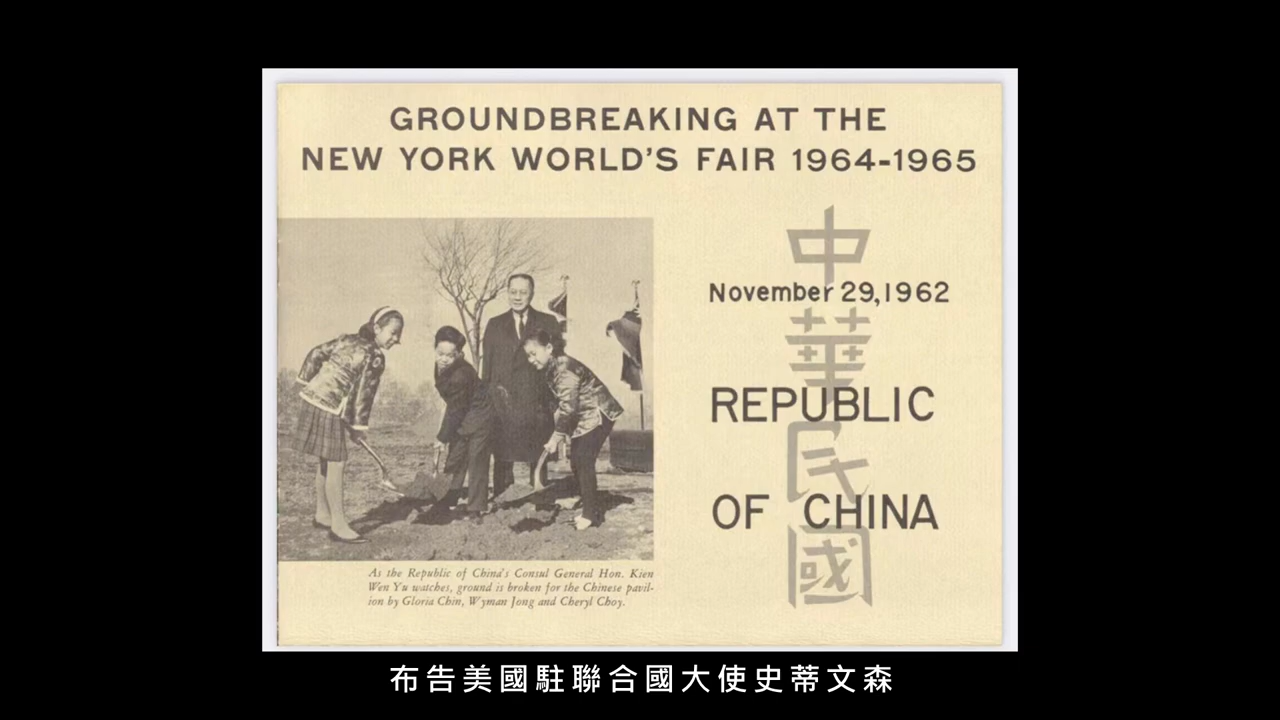 GROUNDBREAKING AT THE
NEW YORK WORLD'S FAIR 1964-1965
中華民國
November 29,1962
REPUBLIC
OF CHINA
As the Republic of China's Consul General Hon. Kien
Wen Yu watches, ground is broken for the Chinese pavil-
ion by Gloria Chin, Wyman Jong and Cheryl Choy.
布告美國駐聯合國大使史蒂文森